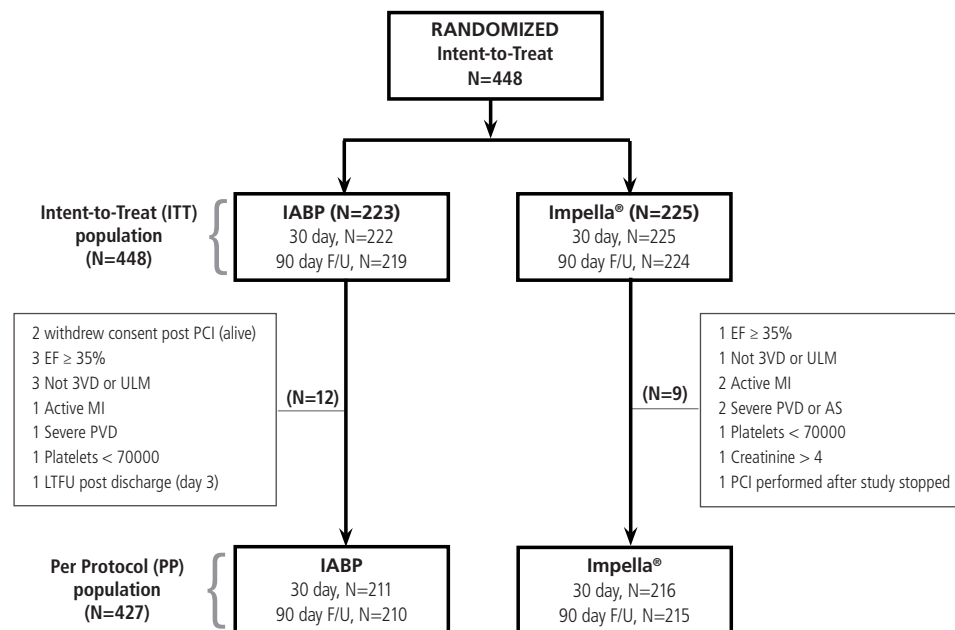 RANDOMIZED
Intent-to-Treat
N=448
Intent-to-Treat (ITT)
population
(N=448)
IABP (N=223)
30 day, N=222
90 day F/U, N=219
Impella® (N=225)
30 day, N=225
90 day F/U, N=224
2 withdrew consent post PCI (alive)
3 EF ≥ 35%
3 Not 3VD or ULM
1 Active MI
1 Severe PVD
1 Platelets < 70000
1 LTFU post discharge (day 3)
(N=12)
(N=9)
1 EF ≥ 35%
1 Not 3VD or ULM
2 Active MI
2 Severe PVD or AS
1 Platelets < 70000
1 Creatinine > 4
1 PCI performed after study stopped
Per Protocol (PP)
population
(N=427)
IABP
30 day, N=211
90 day F/U, N=210
Impella®
30 day, N=216
90 day F/U, N=215